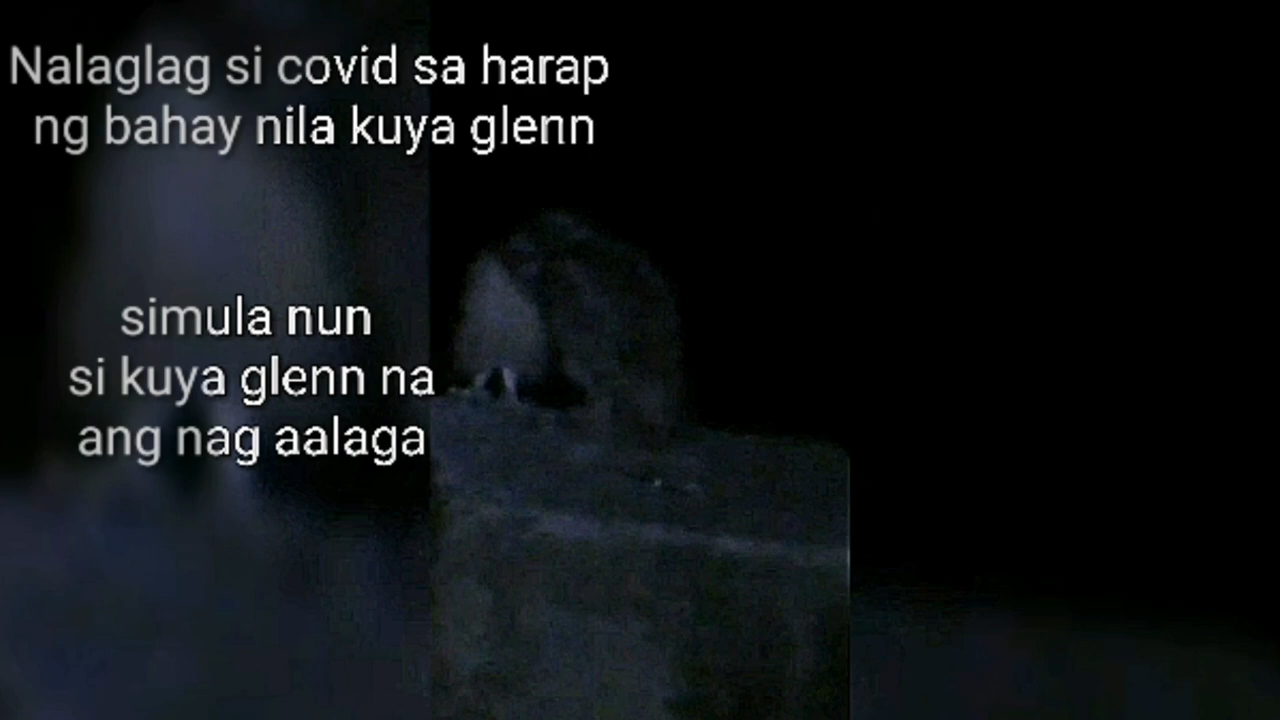 Nalaglag si covid sa harap
ng bahay nila kuya glenn
simula nun
si kuya glenn na
ang nag aalaga